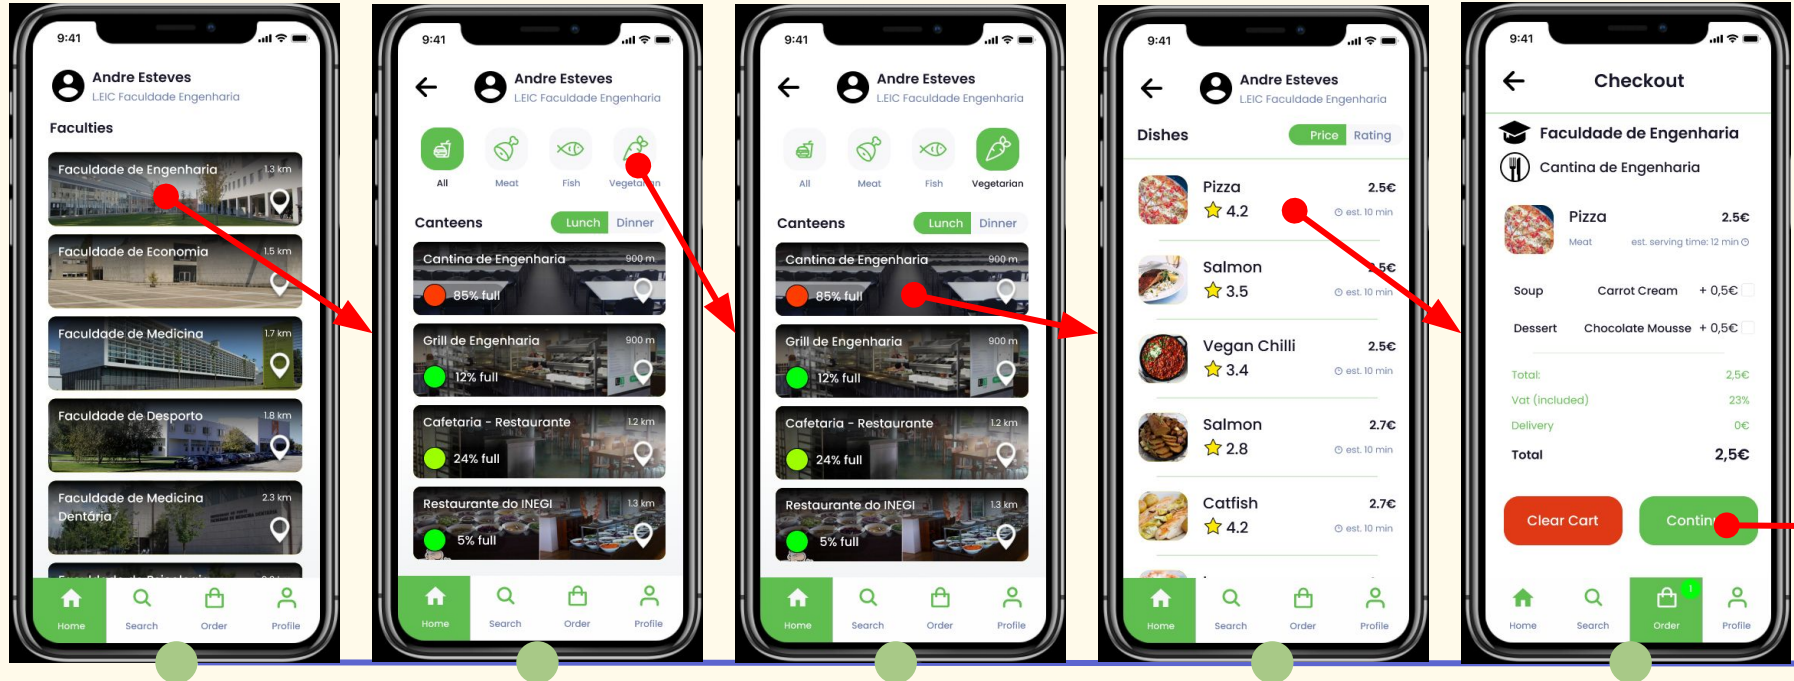 9:41
Andre Esteves
LEIC Faculdade Engenharia
Faculties
Faculdade de Engenharia
1.3 km
Faculdade de Economia
1.5 km
Faculdade de Medicina
1.7 km
Faculdade de Desporto
1.8 km
Faculdade de Medicina
Dentária
2.3 km
Home
Search
Order
Profile
9:41
Andre Esteves
LEIC Faculdade Engenharia
All
Meat
Fish
Vegetarian
Canteens
Lunch
Dinner
Cantina de Engenharia
900 m
85% full
Grill de Engenharia
900 m
12% full
Cafetaria - Restaurante
1.2 km
24% full
Restaurante do INEGI
1.3 km
5% full
Home
Search
Order
Profile
9:41
Andre Esteves
LEIC Faculdade Engenharia
All
Meat
Fish
Vegetarian
Canteens
Lunch
Dinner
Cantina de Engenharia
900 m
85% full
Grill de Engenharia
900 m
12% full
Cafetaria - Restaurante
1.2 km
24% full
Restaurante do INEGI
1.3 km
5% full
Home
Search
Order
Profile
9:41
Andre Esteves
LEIC Faculdade Engenharia
Dishes
Price
Rating
Pizza
2.5€
4.2
est. 10 min
Salmon
2.5€
3.5
est. 10 min
Vegan Chilli
2.5€
3.4
est. 10 min
Salmon
2.7€
2.8
est. 10 min
Catfish
2.7€
4.2
est. 10 min
Home
Search
Order
Profile
9:41
Checkout
Faculdade de Engenharia
Cantina de Engenharia
Pizza
2.5€
Meat
est. serving time: 12 min
Soup
Carrot Cream
+ 0,5€
Dessert
Chocolate Mousse
+ 0,5€
Total:
2,5€
Vat (included)
23%
Delivery
0€
Total
2,5€
Clear Cart
Continue
1
Home
Search
Order
Profile